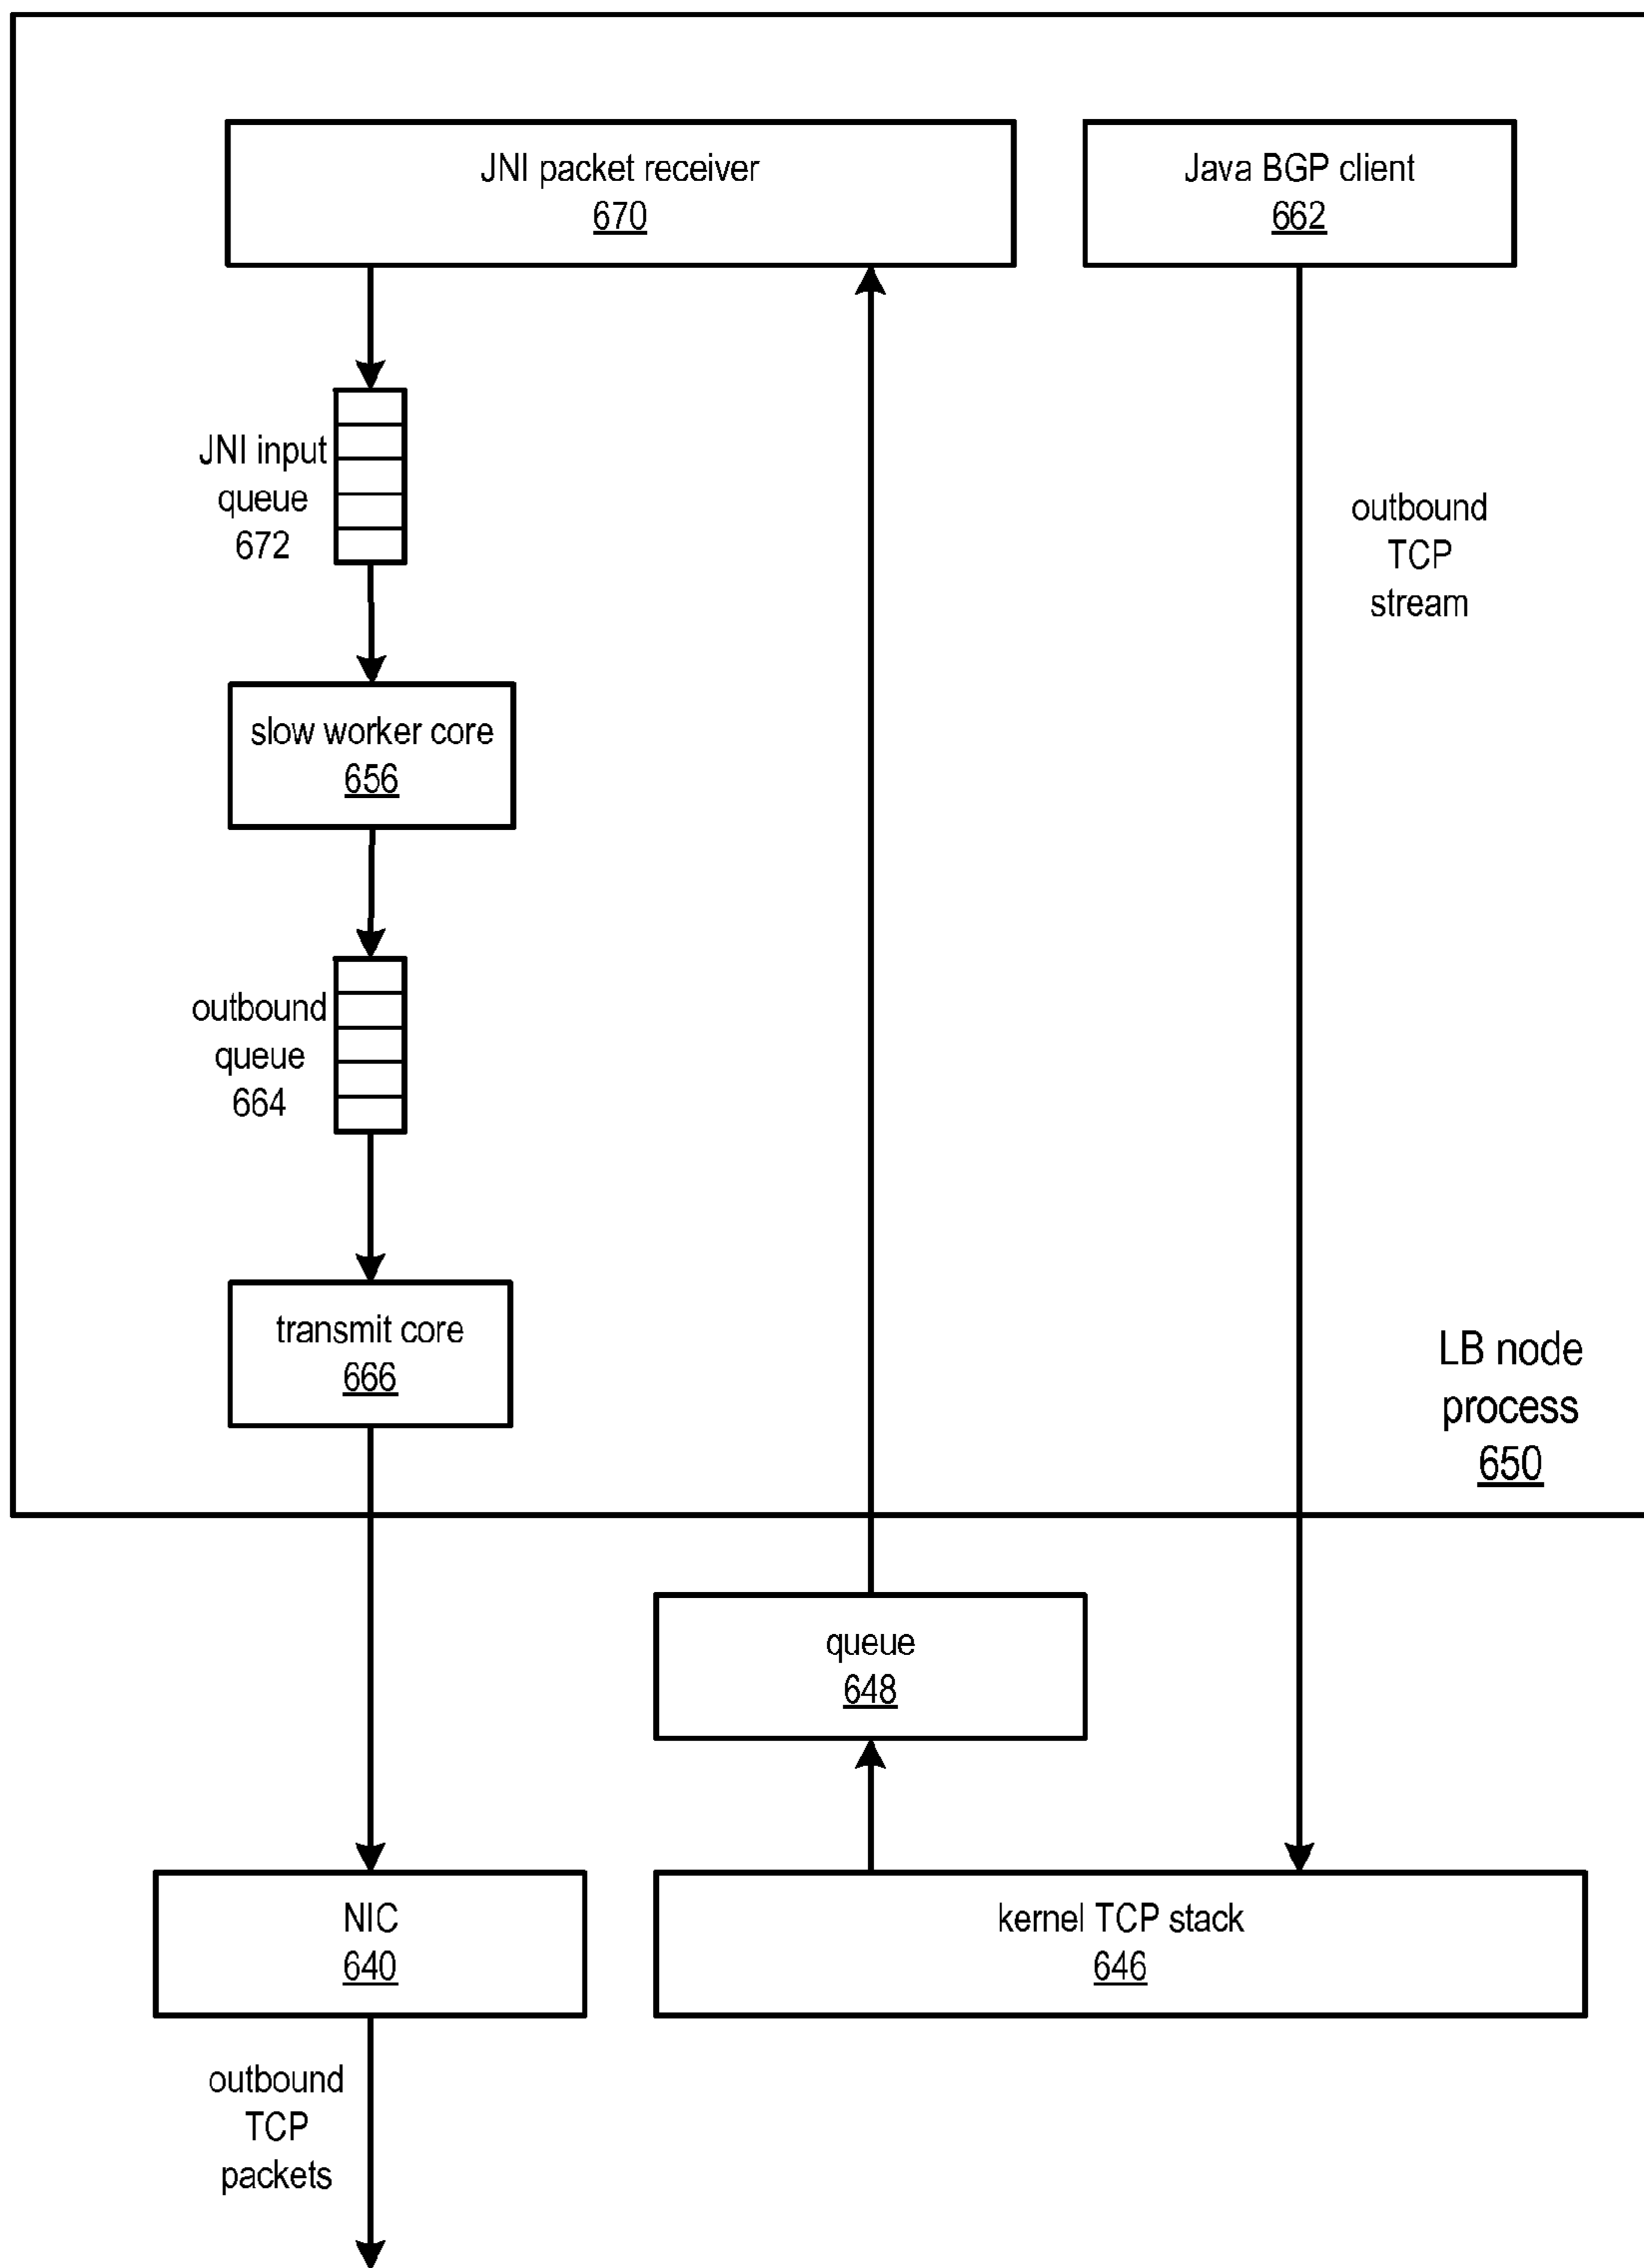 JNI packet receiver
670
Java BGP client
662
JNI input
queue
672
outbound
TCP
stream
slow worker core
656
outbound
queue
664
transmit core
666
LB node
process
650
queue
648
NIC
640
kernel TCP stack
646
outbound
TCP
packets